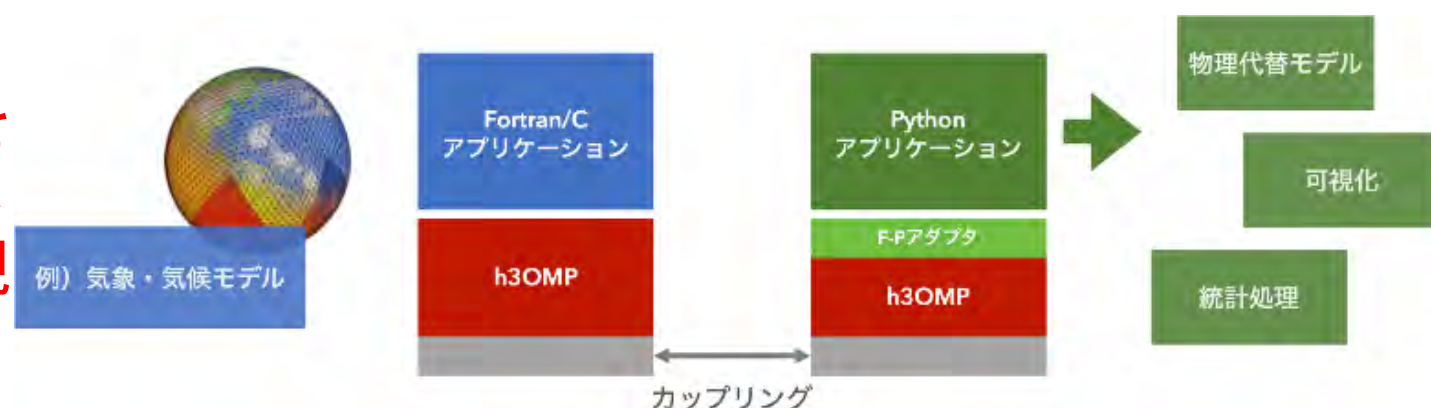 物理代替モデル
Fortran/C
アプリケーション
Python
アプリケーション
可視化
F-Pアダプタ
例）気象・気候モデル
h3OMP
h3OMP
統計処理
カップリング